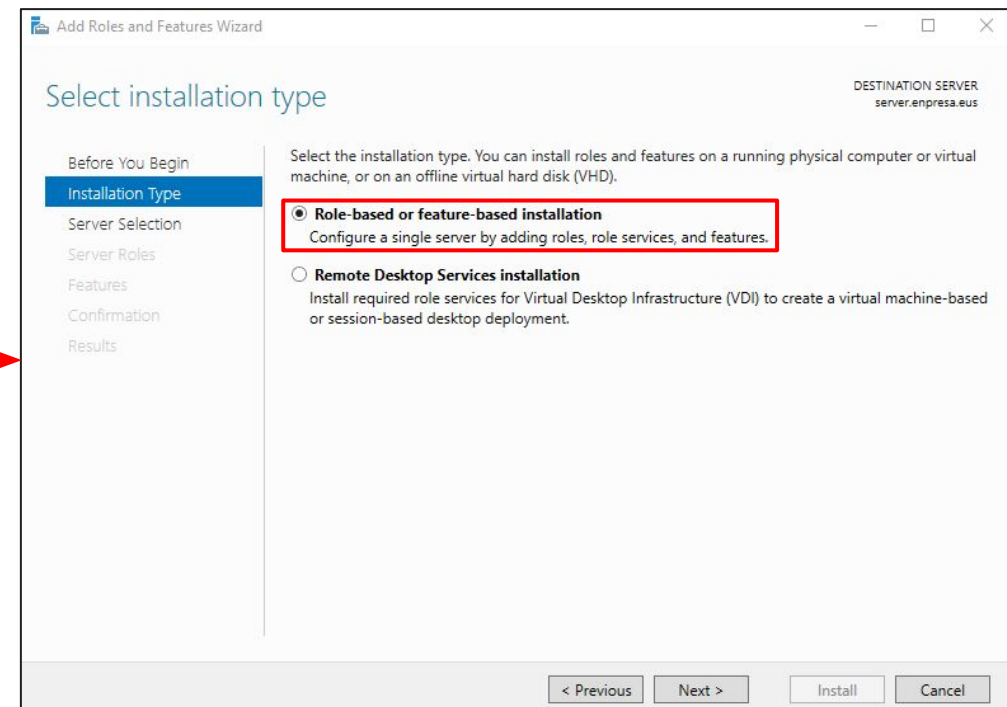 Add Roles and Features Wizard
Select installation type
DESTINATION SERVER
server.enpresa.eus
Before You Begin
Installation Type
Server Selection
Server Roles
Features
Confirmation
Results
Select the installation type. You can install roles and features on a running physical computer or virtual
machine, or on an offline virtual hard disk (VHD).
Role-based or feature-based installation
Configure a single server by adding roles, role services, and features.
Remote Desktop Services installation
Install required role services for Virtual Desktop Infrastructure (VDI) to create a virtual machine-based
or session-based desktop deployment.
< Previous
Next >
Install
Cancel